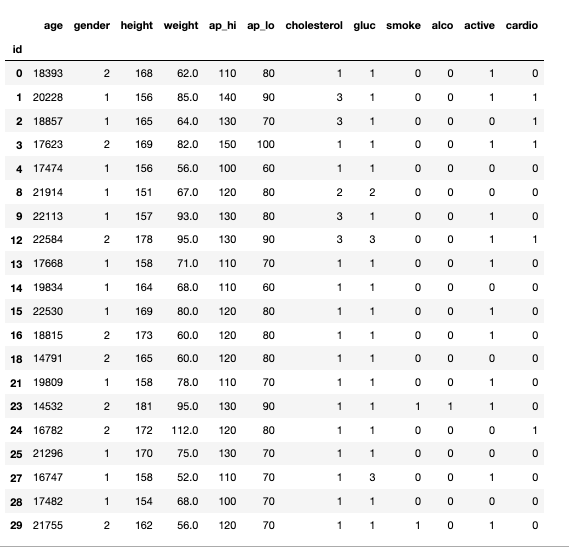 age gender height weight ap_hi ap_lo cholesterol gluc smoke alco active cardio
id
0 18393 2 168 62.0 110 80 1 1 0 0 1 0
1 20228 1 156 85.0 140 90 3 1 0 0 1 1
2 18857 1 165 64.0 130 70 3 1 0 0 0 1
3 17623 2 169 82.0 150 100 1 1 0 0 1 1
4 17474 1 156 56.0 100 60 1 1 0 0 0 0
8 21914 1 151 67.0 120 80 2 2 0 0 0 0
9 22113 1 157 93.0 130 80 3 1 0 0 1 0
12 22584 2 178 95.0 130 90 3 3 0 0 1 1
13 17668 1 158 71.0 110 70 1 1 0 0 1 0
14 19834 1 164 68.0 110 60 1 1 0 0 0 0
15 22530 1 169 80.0 120 80 1 1 0 0 1 0
16 18815 2 173 60.0 120 80 1 1 0 0 1 0
18 14791 2 165 60.0 120 80 1 1 0 0 0 0
21 19809 1 158 78.0 110 70 1 1 0 0 1 0
23 14532 2 181 95.0 130 90 1 1 1 1 1 0
24 16782 2 172 112.0 120 80 1 1 0 0 0 1
25 21296 1 170 75.0 130 70 1 1 0 0 0 0
27 16747 1 158 52.0 110 70 1 3 0 0 1 0
28 17482 1 154 68.0 100 70 1 1 0 0 0 0
29 21755 2 162 56.0 120 70 1 1 1 0 1 0